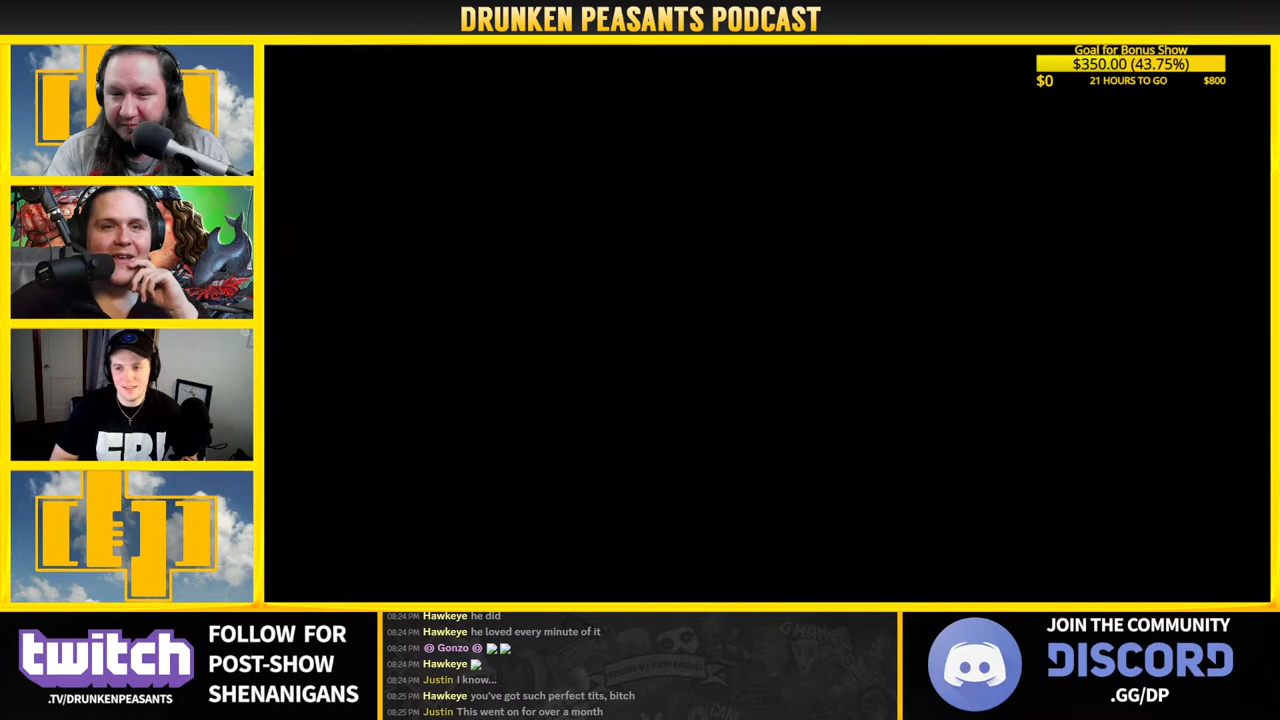 DRUNKEN PEASANTS PODCAST
Goal for Bonus Show
$350.00 (43.75%)
$0 21 HOURS TO GO $800
08:24 PM Hawkeye he did
08:24 PM Hawkeye he loved every minute of it
08:24 PM Gonzo
08:24 PM Hawkeye
08:24 PM Justin I know...
08:25 PM Hawkeye you've got such perfect tits, bitch
08:25 PM Justin This went on for over a month
twitch
.TV/DRUNKENPEASANTS
FOLLOW FOR
POST-SHOW
SHENANIGANS
JOIN THE COMMUNITY
DISCORD
.GG/DP